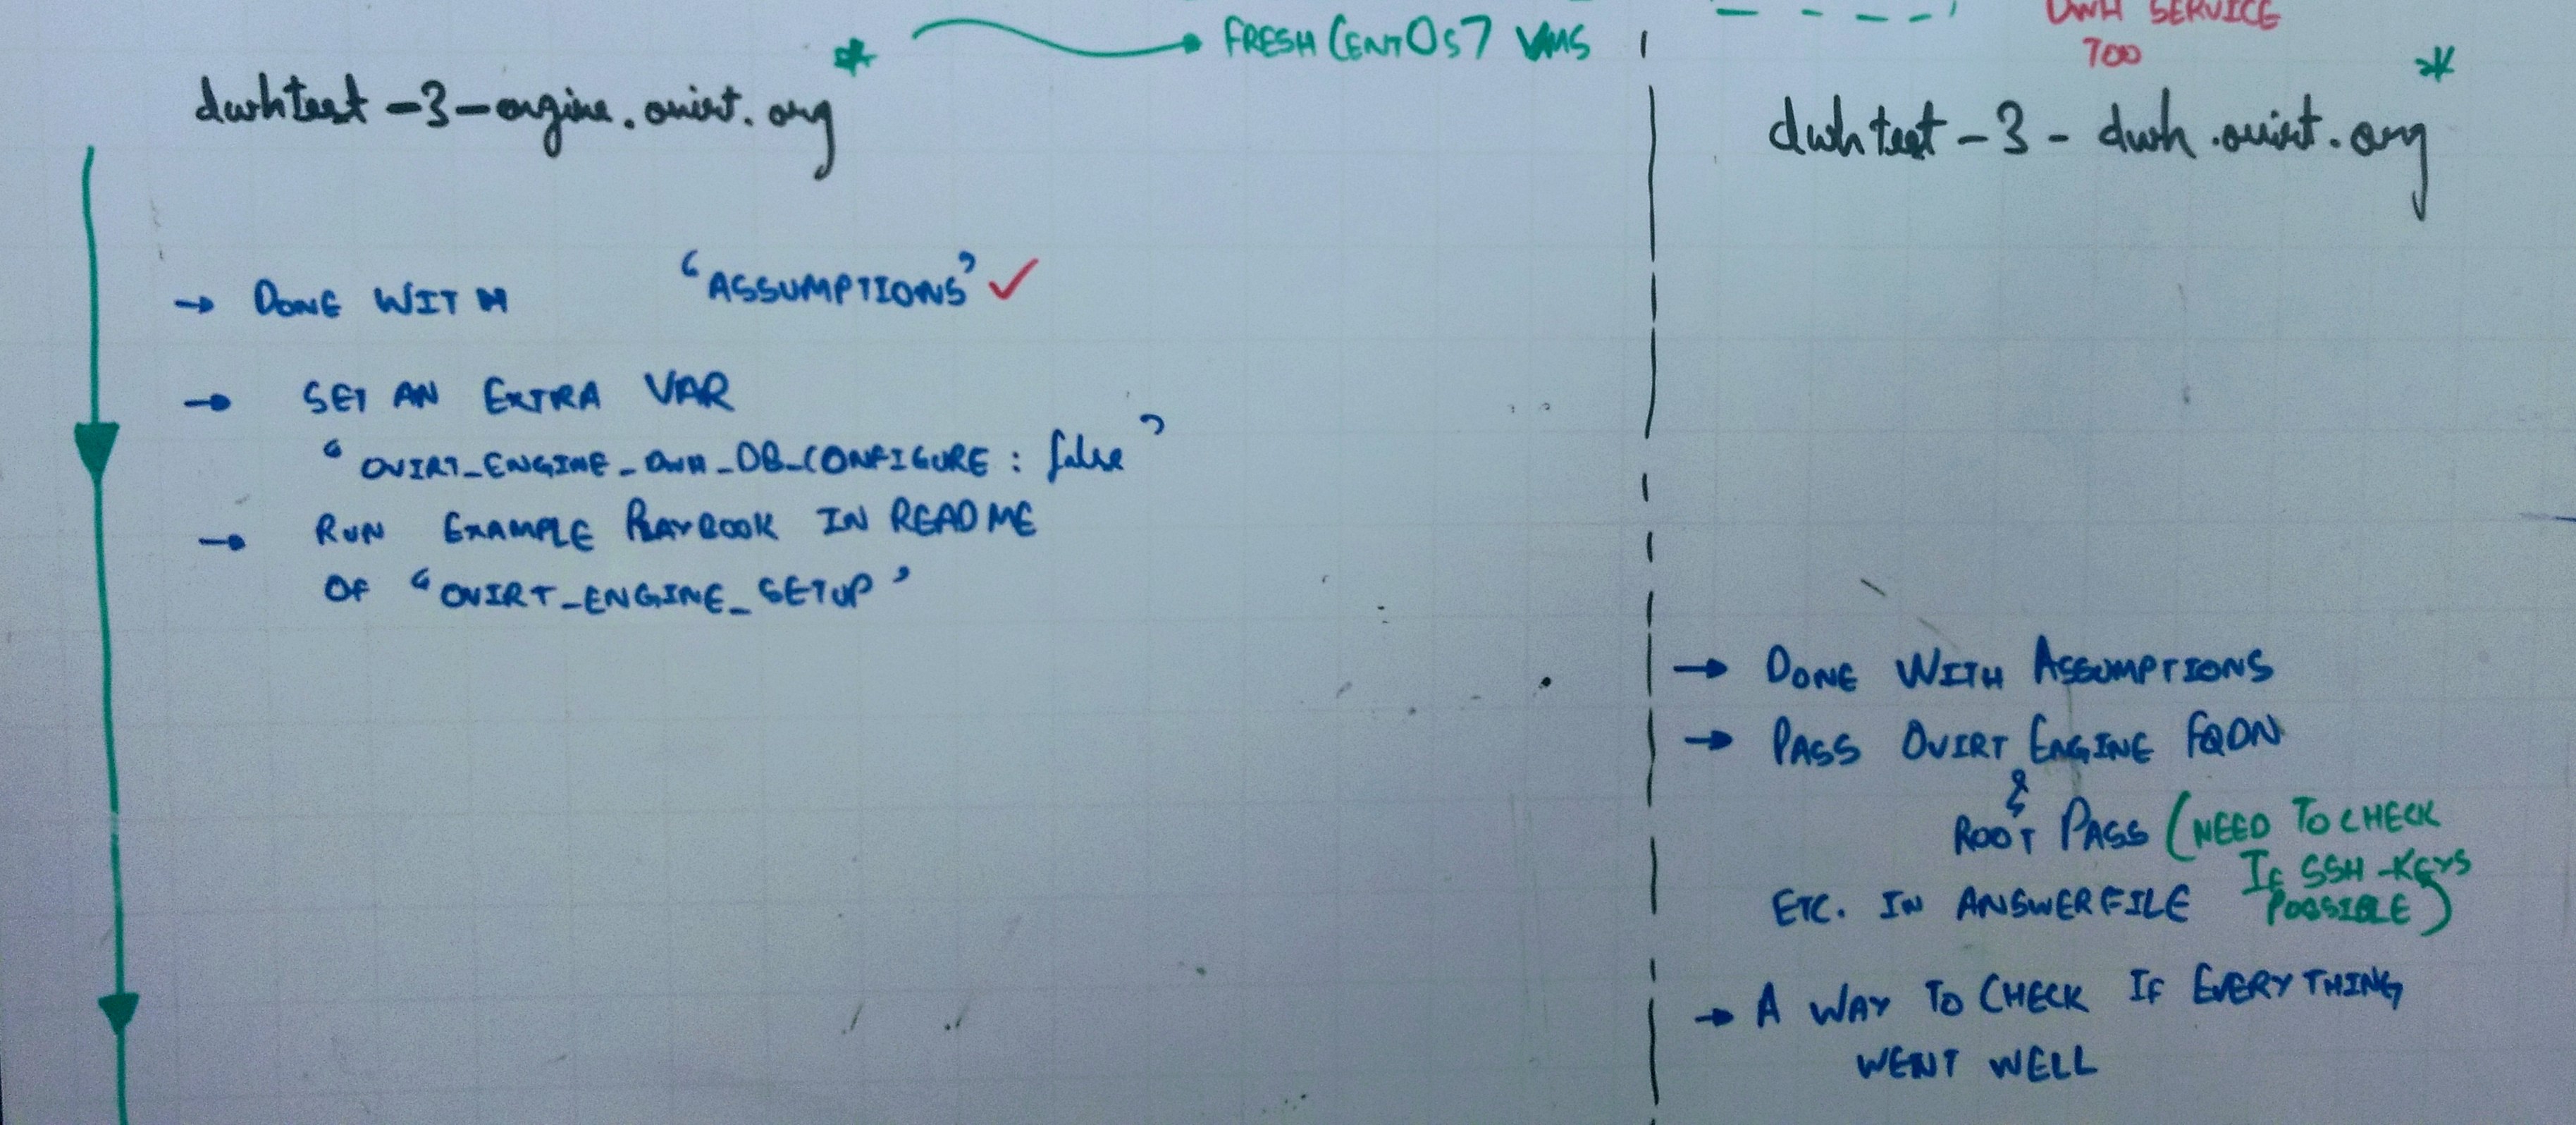 * FRESH CENTOS7 VMS
DWH SERVICE
TOO
dwhtest-3-engine.ovirt.org
→ DONE WITH "ASSUMPTIONS" ✓
→ SET AN EXTRA VAR
"OVIRT_ENGINE_DWH_DB_CONFIGURE : false"
→ RUN EXAMPLE PLAYBOOK IN README
OF "OVIRT_ENGINE_SETUP"
dwhtest-3-dwh.ovirt.org *
→ DONE WITH ASSUMPTIONS
→ PASS OVIRT ENGINE FQDN
&
ROOT PASS (NEED TO CHECK
IF SSH-KEYS
ETC. IN ANSWERFILE POSSIBLE)
→ A WAY TO CHECK IF EVERYTHING
WENT WELL